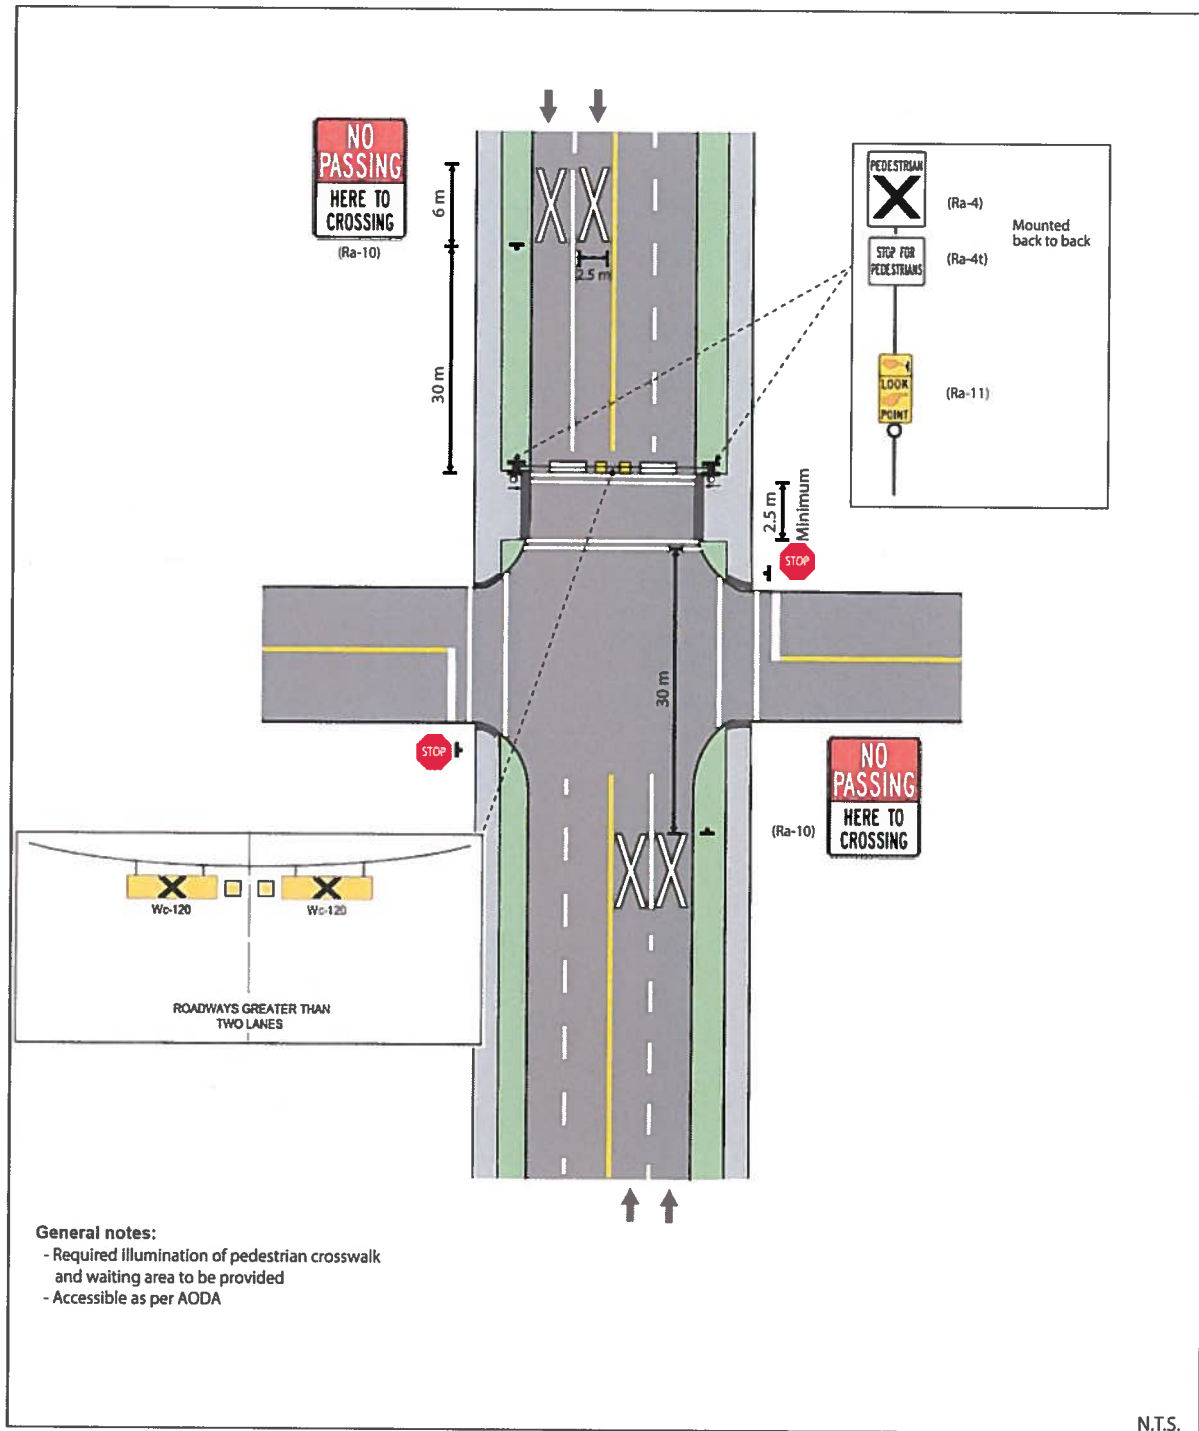 NO
PASSING
HERE TO
CROSSING
(Ra-10)
6 m
2.5 m
30 m
PEDESTRIAN
(Ra-4)
Mounted
back to back
STOP FOR
PEDESTRIANS
(Ra-4t)
LOOK
POINT
(Ra-11)
2.5 m
Minimum
STOP
30 m
STOP
NO
PASSING
HERE TO
CROSSING
(Ra-10)
Wc-120
Wc-120
ROADWAYS GREATER THAN
TWO LANES
General notes:
- Required illumination of pedestrian crosswalk
and waiting area to be provided
- Accessible as per AODA
N.T.S.